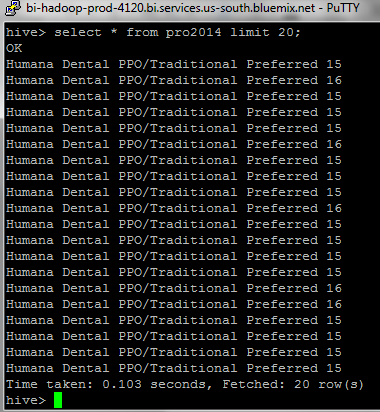 bi-hadoop-prod-4120.bi.services.us-south.bluemix.net - PuTTY
hive> select * from pro2014 limit 20;
OK
Humana Dental PPO/Traditional Preferred 15
Humana Dental PPO/Traditional Preferred 16
Humana Dental PPO/Traditional Preferred 15
Humana Dental PPO/Traditional Preferred 15
Humana Dental PPO/Traditional Preferred 15
Humana Dental PPO/Traditional Preferred 16
Humana Dental PPO/Traditional Preferred 15
Humana Dental PPO/Traditional Preferred 15
Humana Dental PPO/Traditional Preferred 15
Humana Dental PPO/Traditional Preferred 16
Humana Dental PPO/Traditional Preferred 15
Humana Dental PPO/Traditional Preferred 15
Humana Dental PPO/Traditional Preferred 15
Humana Dental PPO/Traditional Preferred 15
Humana Dental PPO/Traditional Preferred 16
Humana Dental PPO/Traditional Preferred 16
Humana Dental PPO/Traditional Preferred 15
Humana Dental PPO/Traditional Preferred 15
Humana Dental PPO/Traditional Preferred 15
Humana Dental PPO/Traditional Preferred 15
Time taken: 0.103 seconds, Fetched: 20 row(s)
hive>